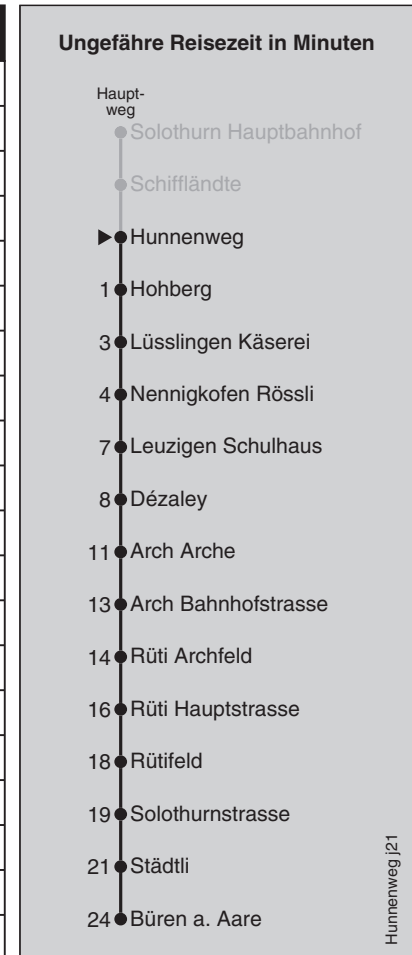 Ungefähre Reisezeit in Minuten
Haupt-
weg
Solothurn Hauptbahnhof
Schiffländte
Hunnenweg
1 Hohberg
3 Lüsslingen Käserei
4 Nennigkofen Rössli
7 Leuzigen Schulhaus
8 Dézaley
11 Arch Arche
13 Arch Bahnhofstrasse
14 Rüti Archfeld
16 Rüti Hauptstrasse
18 Rütifeld
19 Solothurnstrasse
21 Städtli
24 Büren a. Aare
Hunnenweg j21